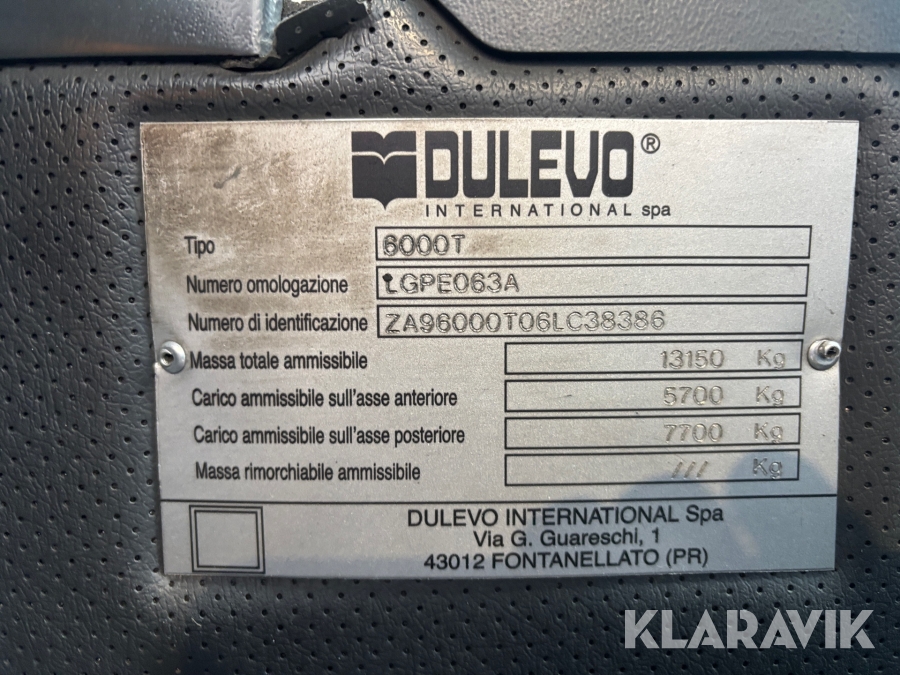 DULEVO®
INTERNATIONAL spa
Tipo 6000T
Numero omologazione LGPE063A
Numero di identificazione ZA96000T06LC38386
Massa totale ammissibile 13150 Kg
Carico ammissibile sull'asse anteriore 5700 Kg
Carico ammissibile sull'asse posteriore 7700 Kg
Massa rimorchiabile ammissibile /// Kg
DULEVO INTERNATIONAL Spa
Via G. Guareschi, 1
43012 FONTANELLATO (PR)
KLARAVIK